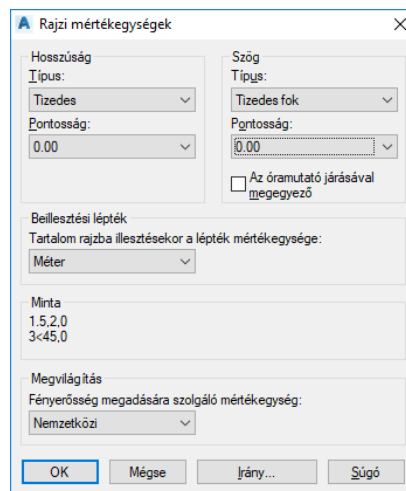 Rajzi mértékegységek
Hosszúság
Típus:
Tizedes
Pontosság:
0.00
Szög
Típus:
Tizedes fok
Pontosság:
0.00
Az óramutató járásával
megegyező
Beillesztési lépték
Tartalom rajzba illesztésekor a lépték mértékegysége:
Méter
Minta
1.5,2,0
3<45,0
Megvilágítás
Fényerősség megadására szolgáló mértékegység:
Nemzetközi
OK Mégse Irány... Súgó